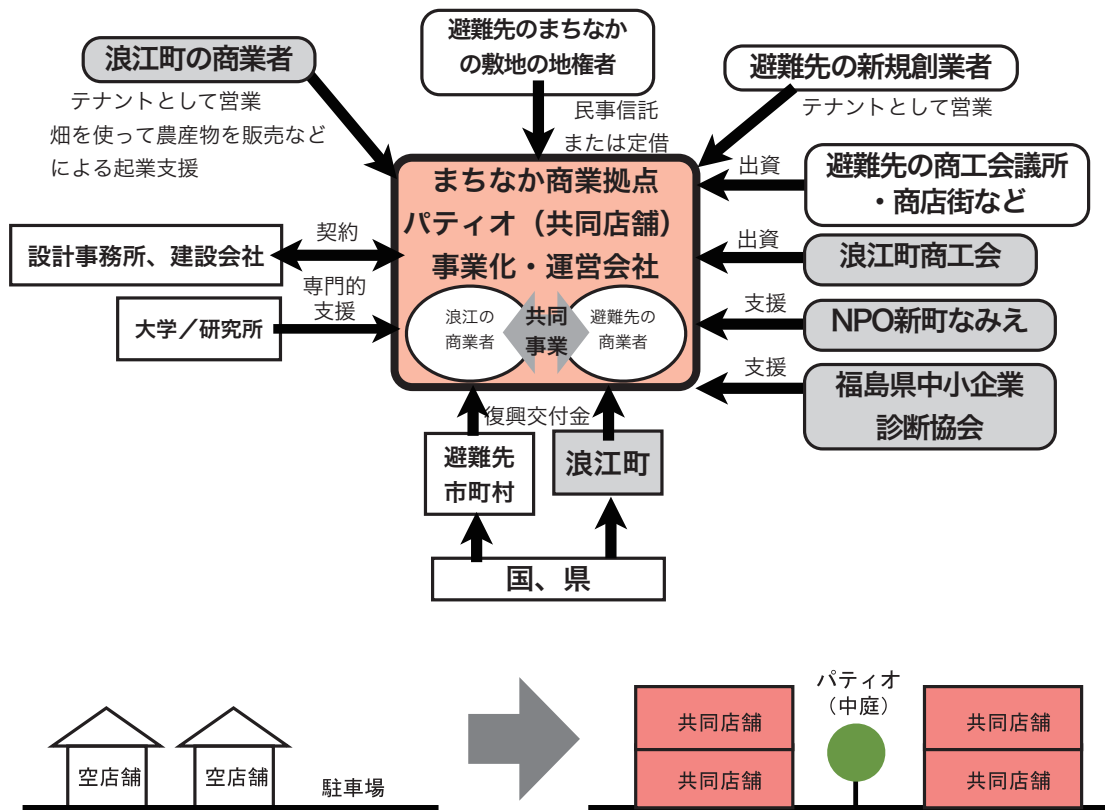 浪江町の商業者
テナントとして営業
畑を使って農産物を販売など
による起業支援
避難先のまちなか
の敷地の地権者
民事信託
または定借
避難先の新規創業者
テナントとして営業
出資
避難先の商工会議所
・商店街など
出資
浪江町商工会
支援
NPO新町なみえ
支援
福島県中小企業
診断協会
設計事務所、建設会社
契約
大学／研究所
専門的
支援
まちなか商業拠点
パティオ（共同店舗）
事業化・運営会社
浪江の
商業者
共同
事業
避難先の
商業者
復興交付金
避難先
市町村
浪江町
国、県
空店舗
空店舗
駐車場
共同店舗
共同店舗
パティオ
（中庭）
共同店舗
共同店舗